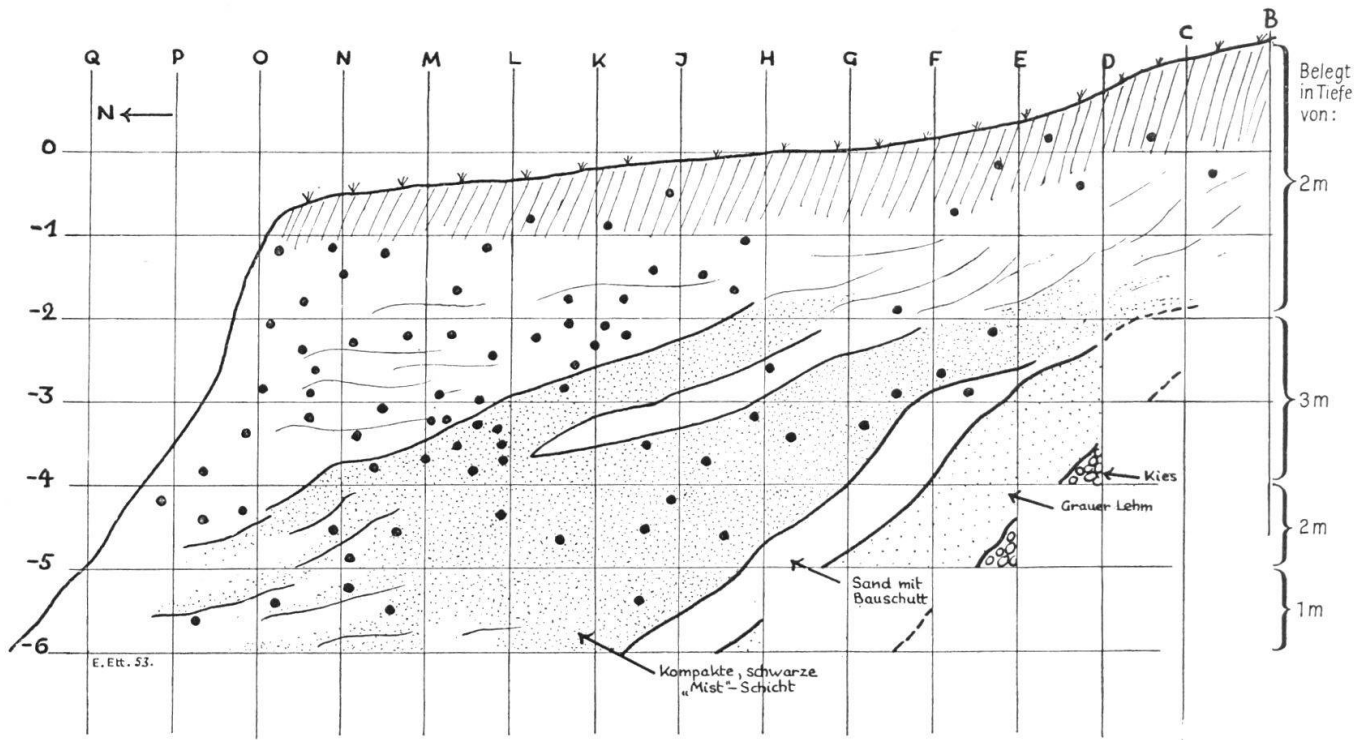 Q P O N M L K J H G F E D C B
N
Belegt
in Tiefe
von:
0
-1
-2
-3
-4
-5
-6
2m
3m
2m
1m
Kies
Grauer Lehm
Sand mit
Bauschutt
Kompakte, schwarze
„Mist"-Schicht
E. Ett. 53.